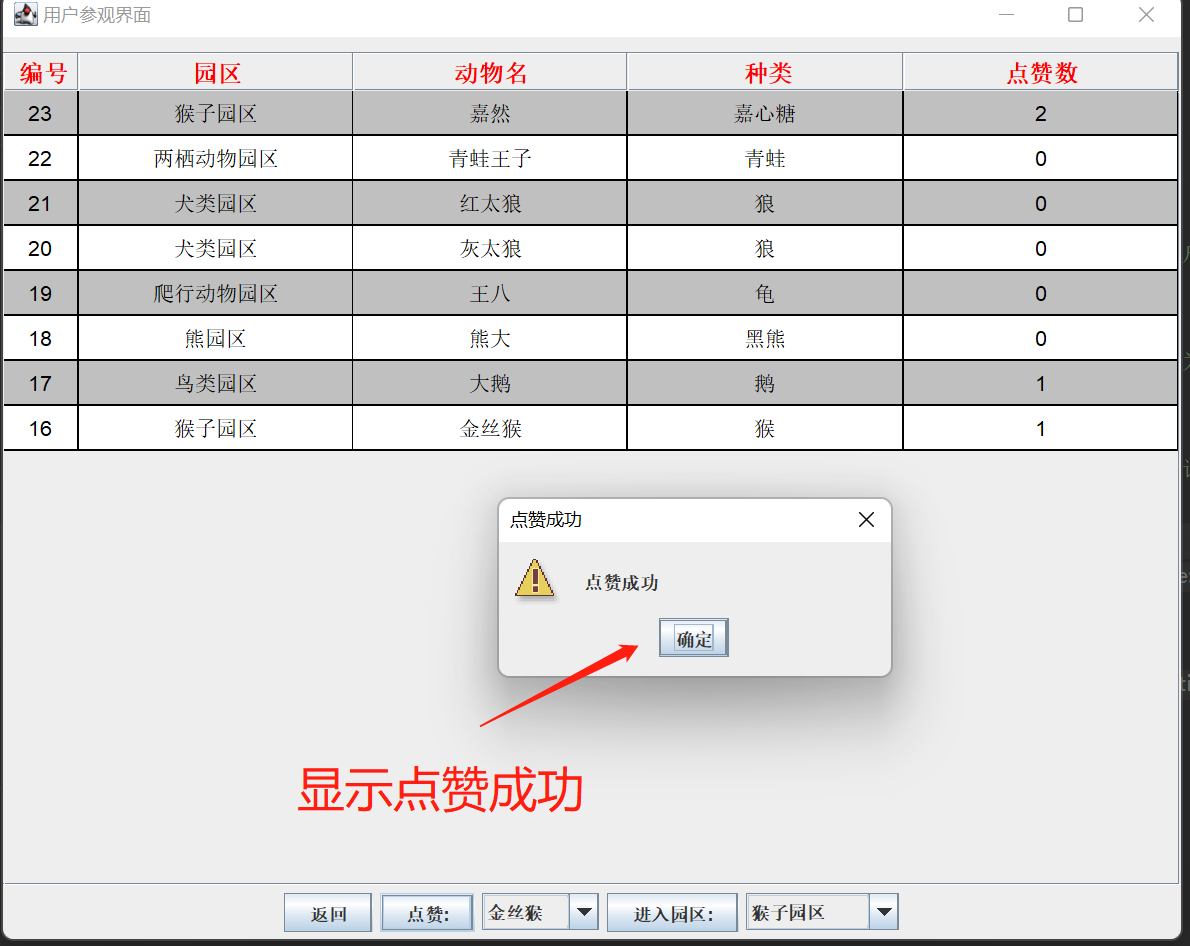 用户参观界面
编号 园区 动物名 种类 点赞数
23 猴子园区 嘉然 嘉心糖 2
22 两栖动物园区 青蛙王子 青蛙 0
21 犬类园区 红太狼 狼 0
20 犬类园区 灰太狼 狼 0
19 爬行动物园区 王八 龟 0
18 熊园区 熊大 黑熊 0
17 鸟类园区 大鹅 鹅 1
16 猴子园区 金丝猴 猴 1
点赞成功
点赞成功
确定
显示点赞成功
返回 点赞: 金丝猴 进入园区: 猴子园区